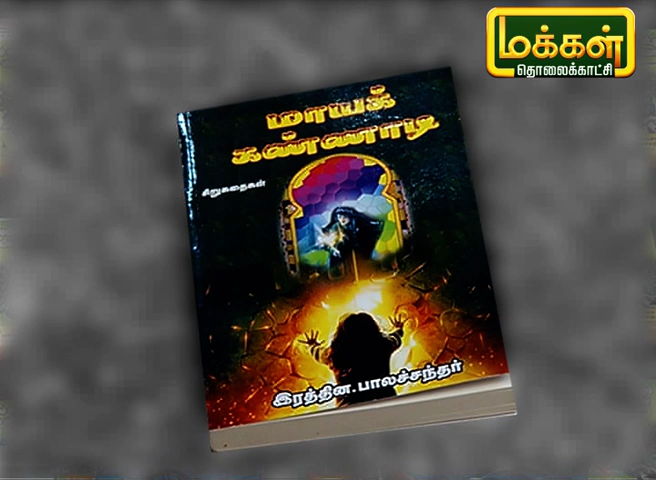 மக்கள்
தொலைக்காட்சி
மாயக்
கண்ணாடி
சிறுகதைகள்
இரத்தின.பாலச்சந்தர்